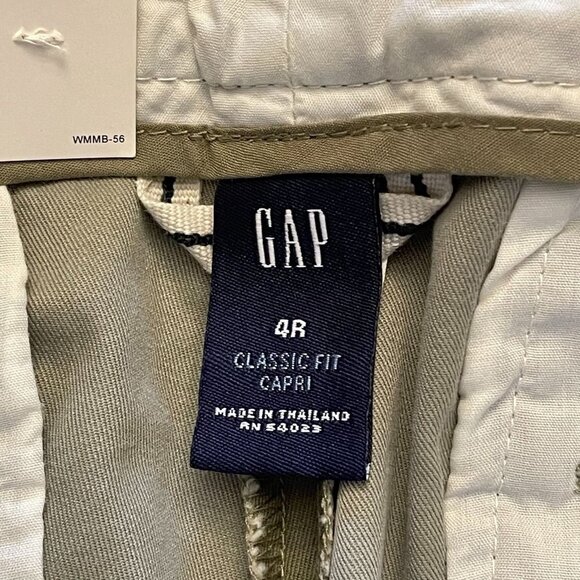 WMMB-56
GAP
4R
CLASSIC FIT
CAPRI
MADE IN THAILAND
RN 54023